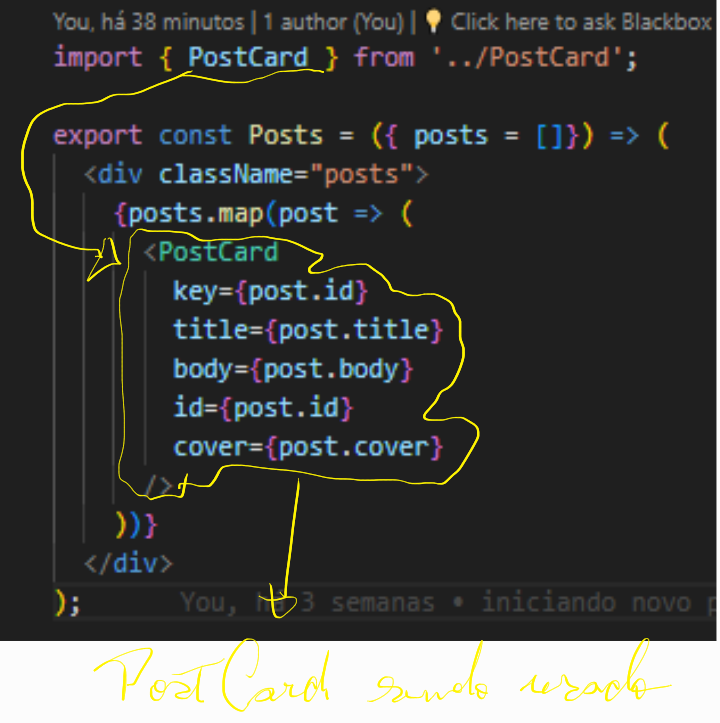 You, há 38 minutos | 1 author (You) | 💡 Click here to ask Blackbox
import { PostCard } from '../PostCard';
export const Posts = ({ posts = []}) => (
<div className="posts">
{posts.map(post => (
<PostCard
key={post.id}
title={post.title}
body={post.body}
id={post.id}
cover={post.cover}
/>
))}
</div>
); You, há 3 semanas • iniciando novo p
PostCard sendo usado